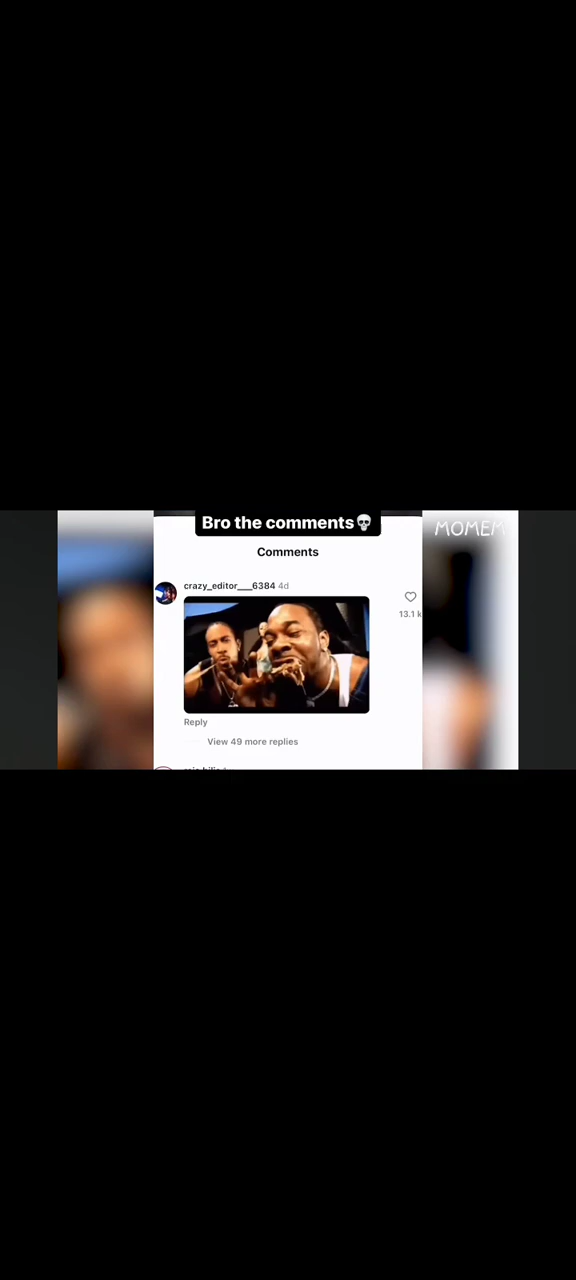 Bro the comments💀
MOMEM
Comments
crazy_editor___6384 4d
13.1 k
Reply
View 49 more replies